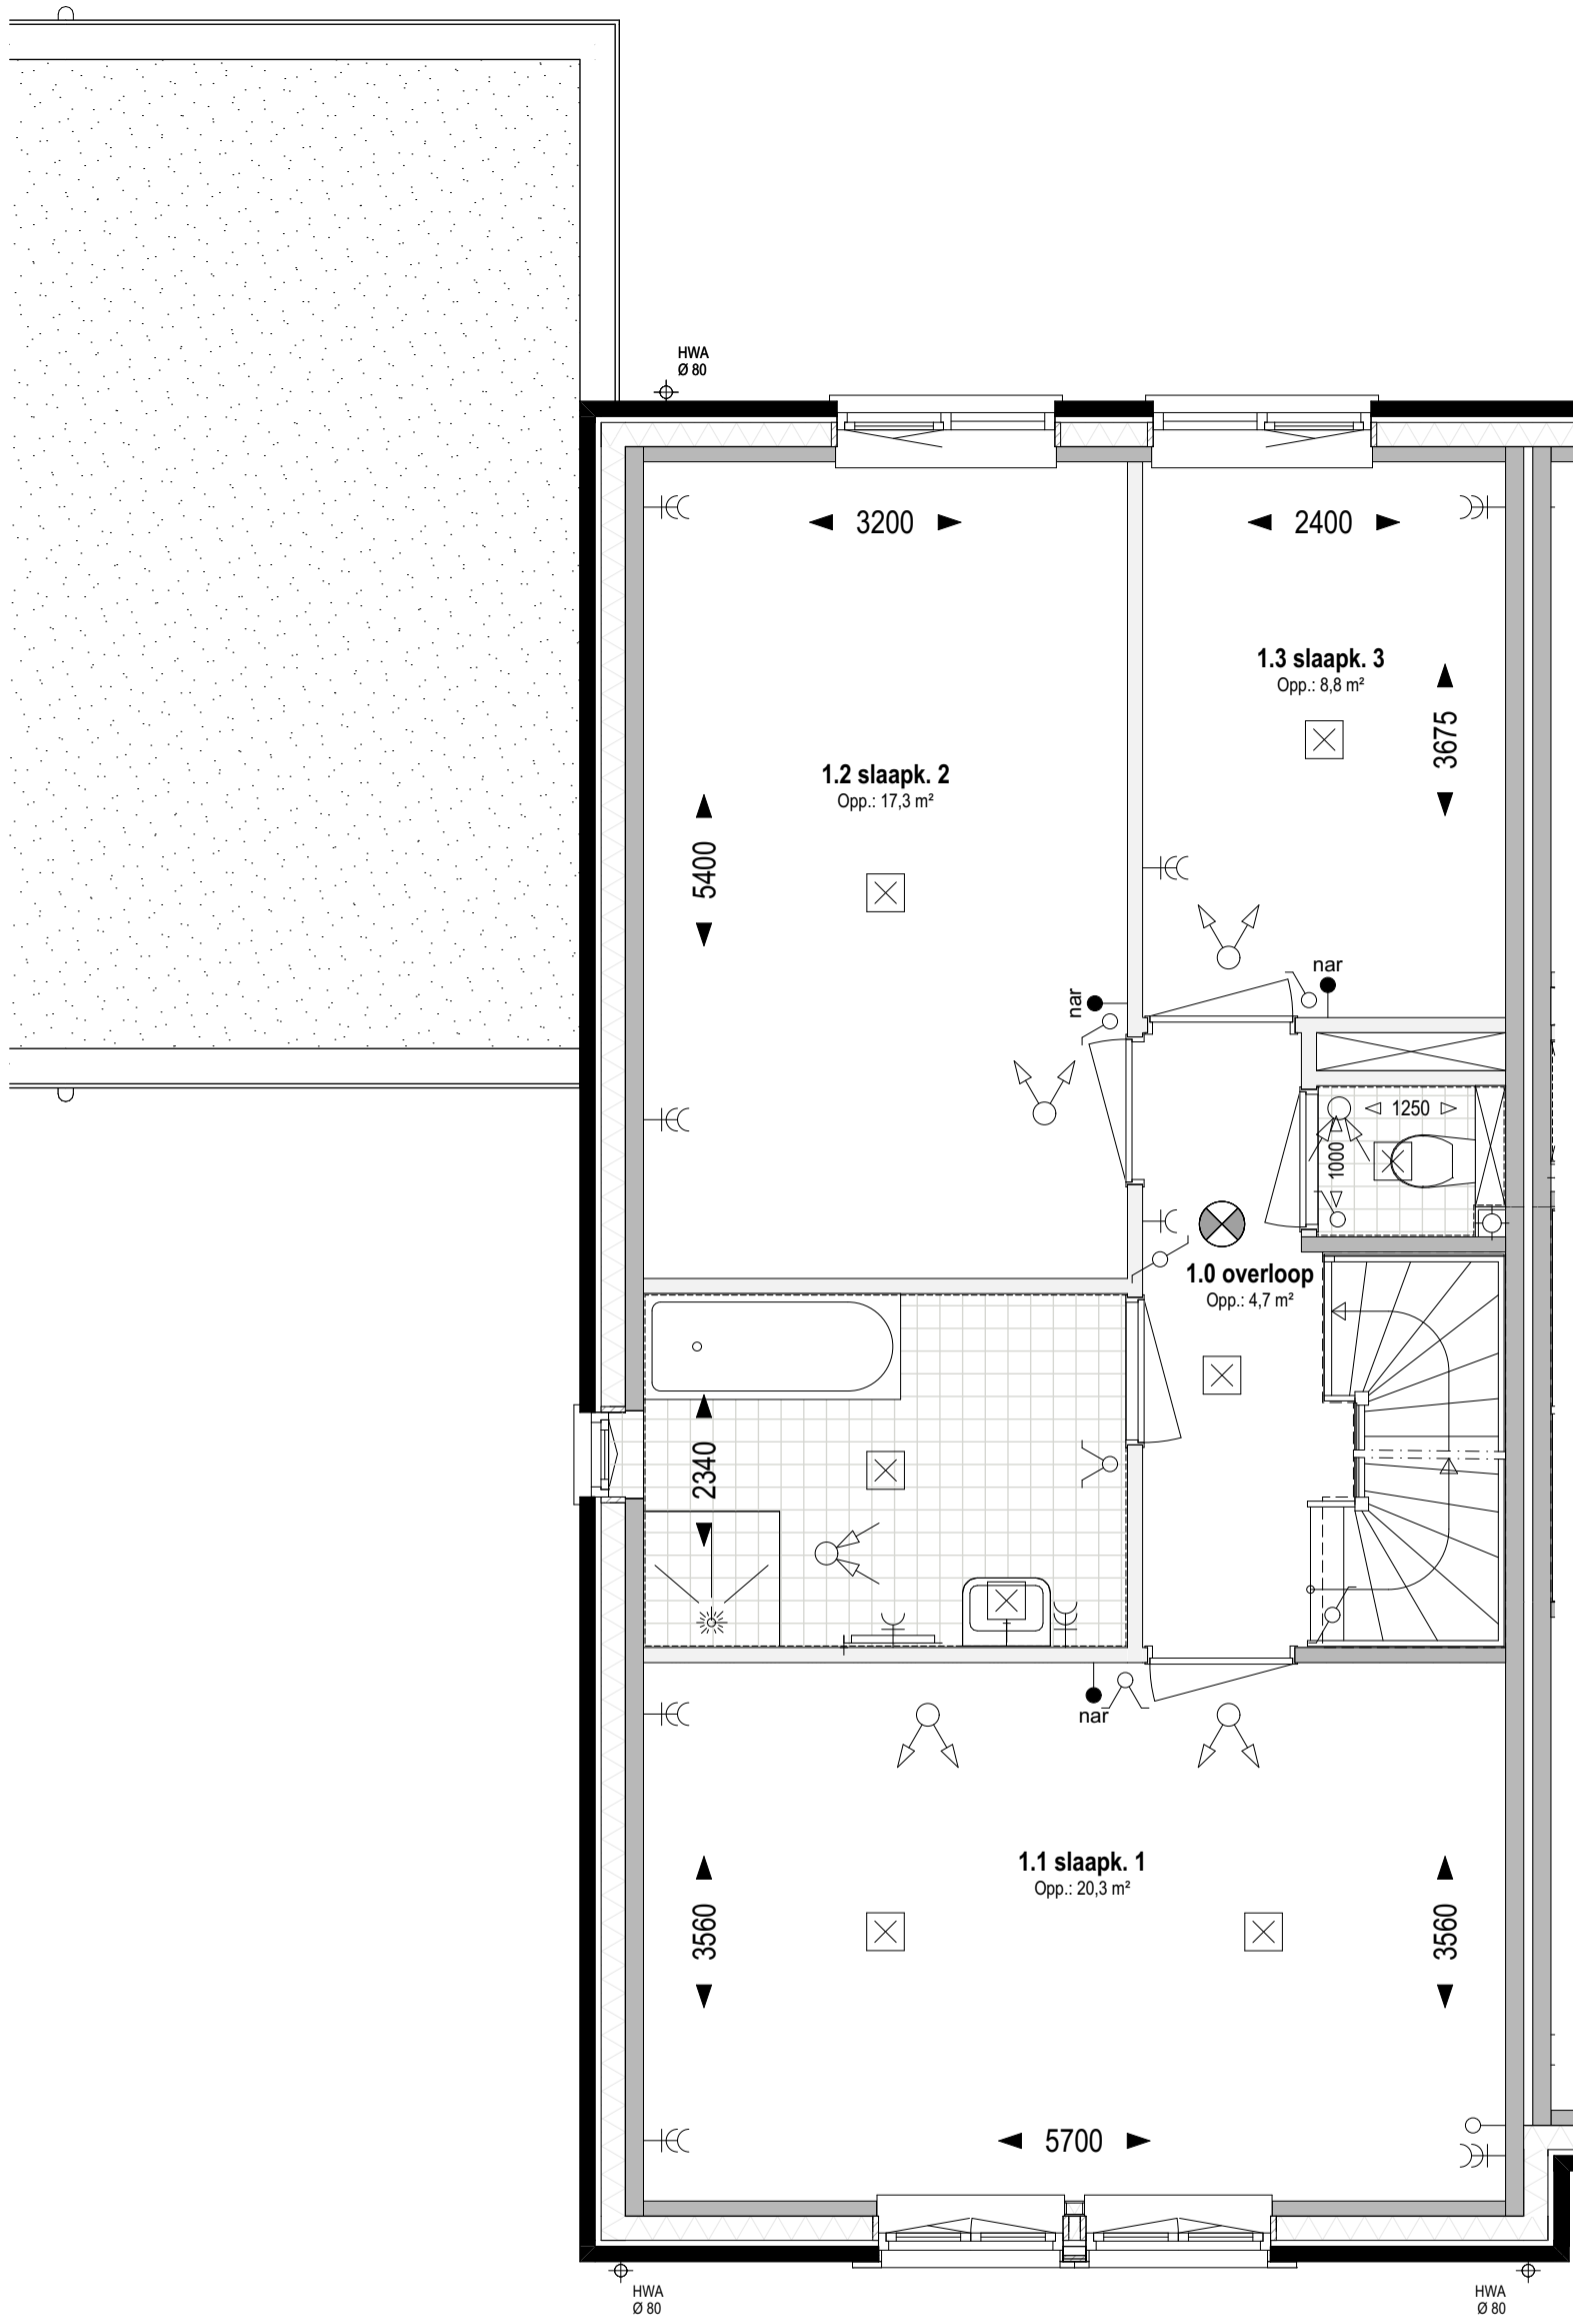 HWA
Ø 80
3200
2400
1.3 slaapk. 3
Opp.: 8,8 m²
3675
1.2 slaapk. 2
Opp.: 17,3 m²
5400
nar
nar
1250
1000
1.0 overloop
Opp.: 4,7 m²
2340
nar
1.1 slaapk. 1
Opp.: 20,3 m²
3560
3560
5700
HWA
Ø 80
HWA
Ø 80